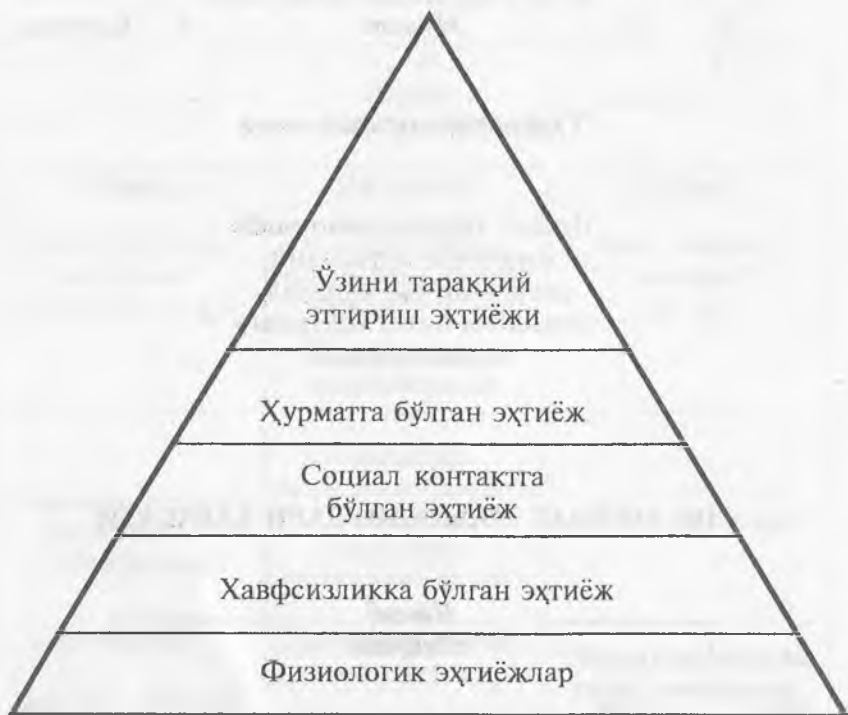 Ўзини тараққий
эттириш эҳтиёжи
Ҳурматга бўлган эҳтиёж
Социал контактга
бўлган эҳтиёж
Хавфсизликка бўлган эҳтиёж
Физиологик эҳтиёжлар